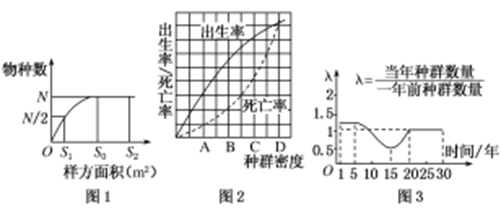 物种数
N
N/2
O S₁ S₀ S₂
样方面积(m²)
图1
出生率/死亡率
出生率
死亡率
A B C D
种群密度
图2
λ
λ=当年种群数量/一年前种群数量
2
1.5
1
0.5
O
1 5 10 15 20 25 30
时间/年
图3